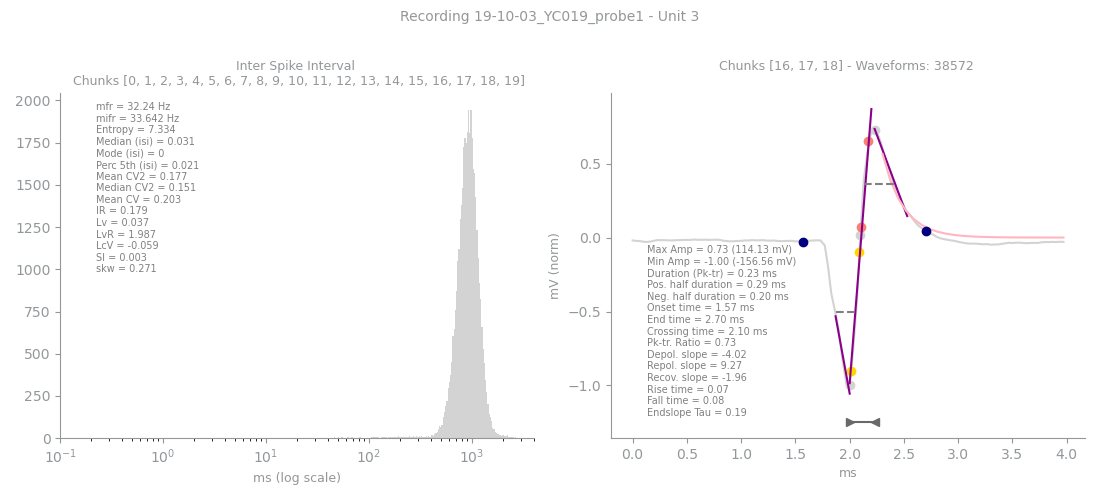 Recording 19-10-03_YC019_probe1 - Unit 3
Inter Spike Interval
Chunks [0, 1, 2, 3, 4, 5, 6, 7, 8, 9, 10, 11, 12, 13, 14, 15, 16, 17, 18, 19]
2000
1750
1500
1250
1000
750
500
250
0
mfr = 32.24 Hz
mifr = 33.642 Hz
Entropy = 7.334
Median (isi) = 0.031
Mode (isi) = 0
Perc 5th (isi) = 0.021
Mean CV2 = 0.177
Median CV2 = 0.151
Mean CV = 0.203
IR = 0.179
Lv = 0.037
LvR = 1.987
LcV = -0.059
SI = 0.003
skw = 0.271
10⁻¹ 10⁰ 10¹ 10² 10³
ms (log scale)
Chunks [16, 17, 18] - Waveforms: 38572
mV (norm)
0.5
0.0
−0.5
−1.0
Max Amp = 0.73 (114.13 mV)
Min Amp = -1.00 (-156.56 mV)
Duration (Pk-tr) = 0.23 ms
Pos. half duration = 0.29 ms
Neg. half duration = 0.20 ms
Onset time = 1.57 ms
End time = 2.70 ms
Crossing time = 2.10 ms
Pk-tr. Ratio = 0.73
Depol. slope = -4.02
Repol. slope = 9.27
Recov. slope = -1.96
Rise time = 0.07
Fall time = 0.08
Endslope Tau = 0.19
0.0 0.5 1.0 1.5 2.0 2.5 3.0 3.5 4.0
ms